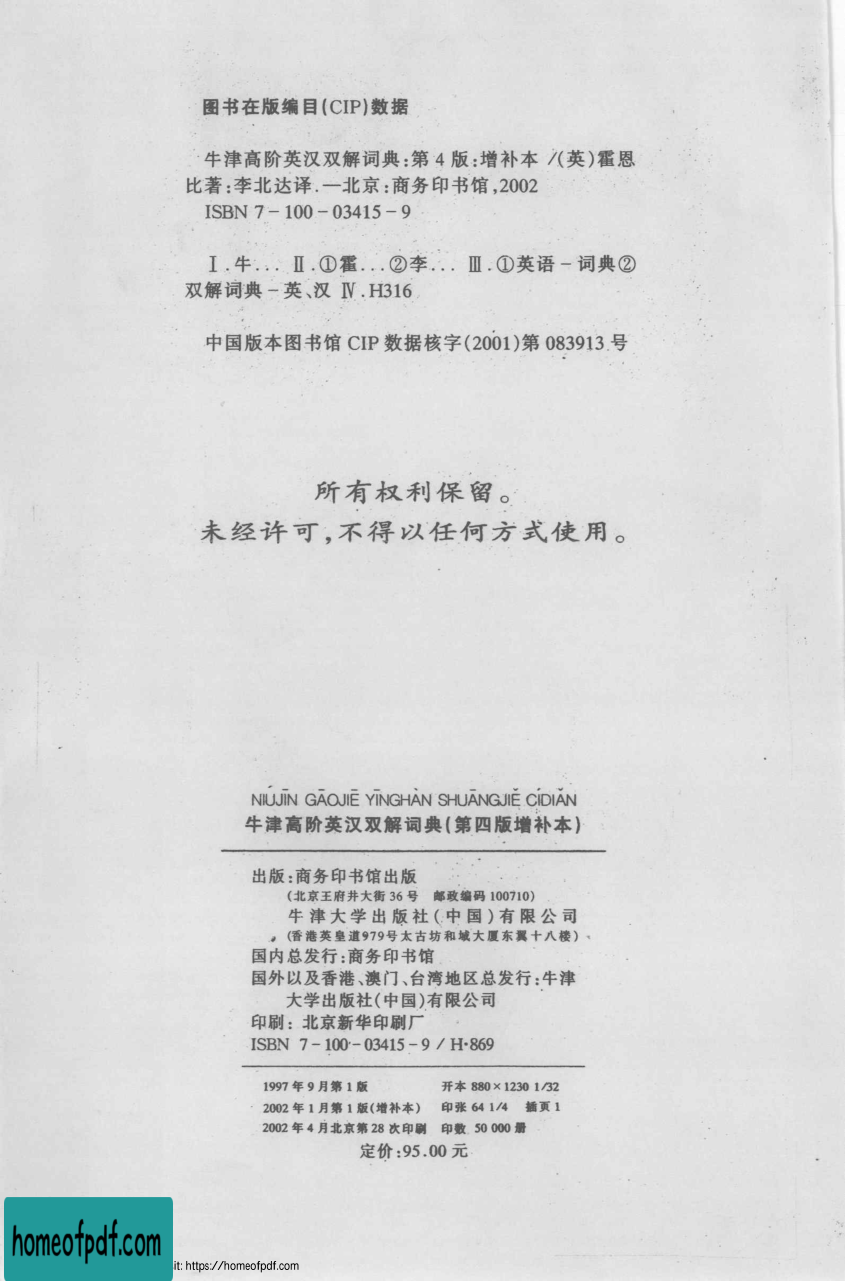 图书在版编目(CIP)数据
牛津高阶英汉双解词典:第 4 版:增补本 /(英)霍恩
比著;李北达译.—北京:商务印书馆,2002
ISBN 7-100-03415-9
Ⅰ.牛… Ⅱ.①霍…②李… Ⅲ.①英语-词典②
双解词典-英、汉 Ⅳ.H316
中国版本图书馆 CIP 数据核字(2001)第 083913 号
所有权利保留。
未经许可,不得以任何方式使用。
NIÚJĪN GĀOJIĒ YĪNGHÀN SHUĀNGJIĚ CÍDIǍN
牛津高阶英汉双解词典(第四版增补本)
出版:商务印书馆出版
(北京王府井大街 36 号 邮政编码 100710)
牛津大学出版社(中国)有限公司
(香港英皇道979号太古坊和域大厦东翼十八楼)
国内总发行:商务印书馆
国外以及香港、澳门、台湾地区总发行:牛津
大学出版社(中国)有限公司
印刷: 北京新华印刷厂
ISBN 7-100-03415-9 / H·869
1997 年 9 月第 1 版 开本 880×1230 1/32
2002 年 1 月第 1 版(增补本) 印张 64 1/4 插页 1
2002 年 4 月北京第 28 次印刷 印数 50 000 册
定价:95.00 元
homeofpdf.com
it: https://homeofpdf.com